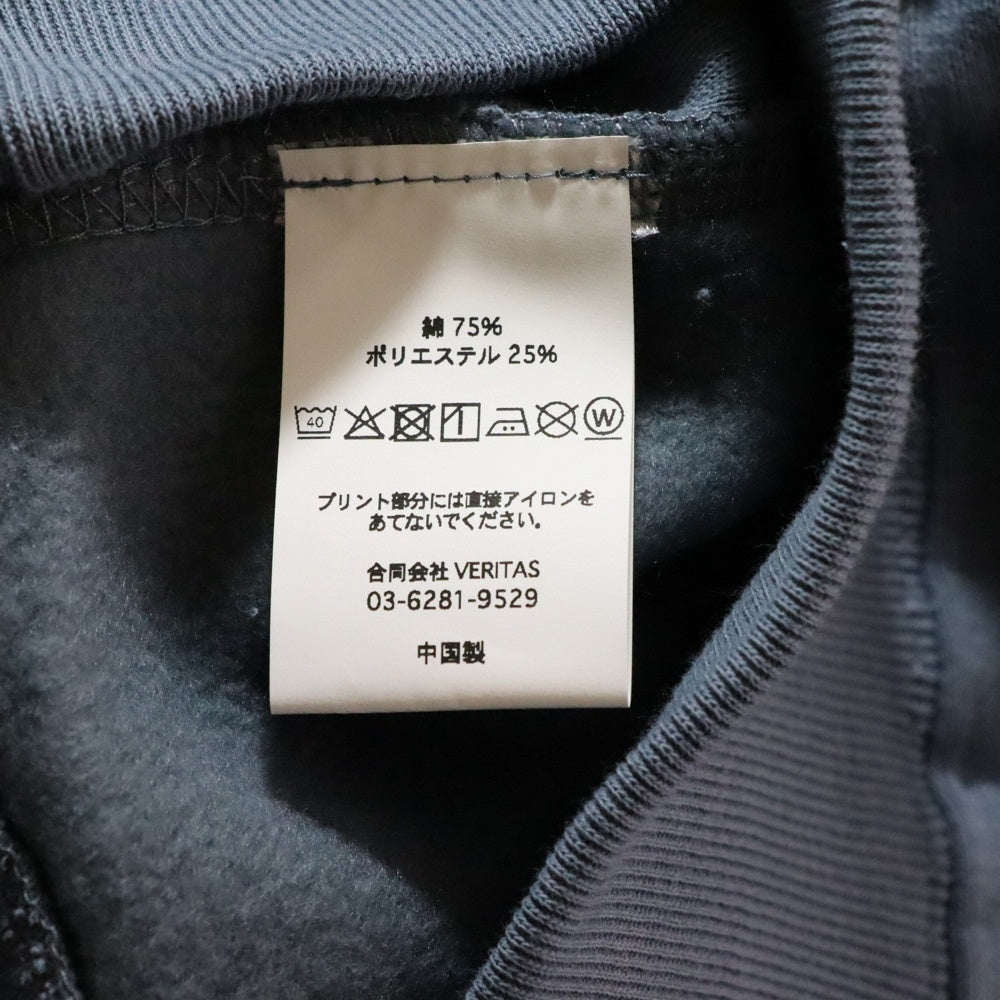 綿 75%
ポリエステル 25%
40 W
プリント部分には直接アイロンを
あてないでください。
合同会社 VERITAS
03-6281-9529
中国製